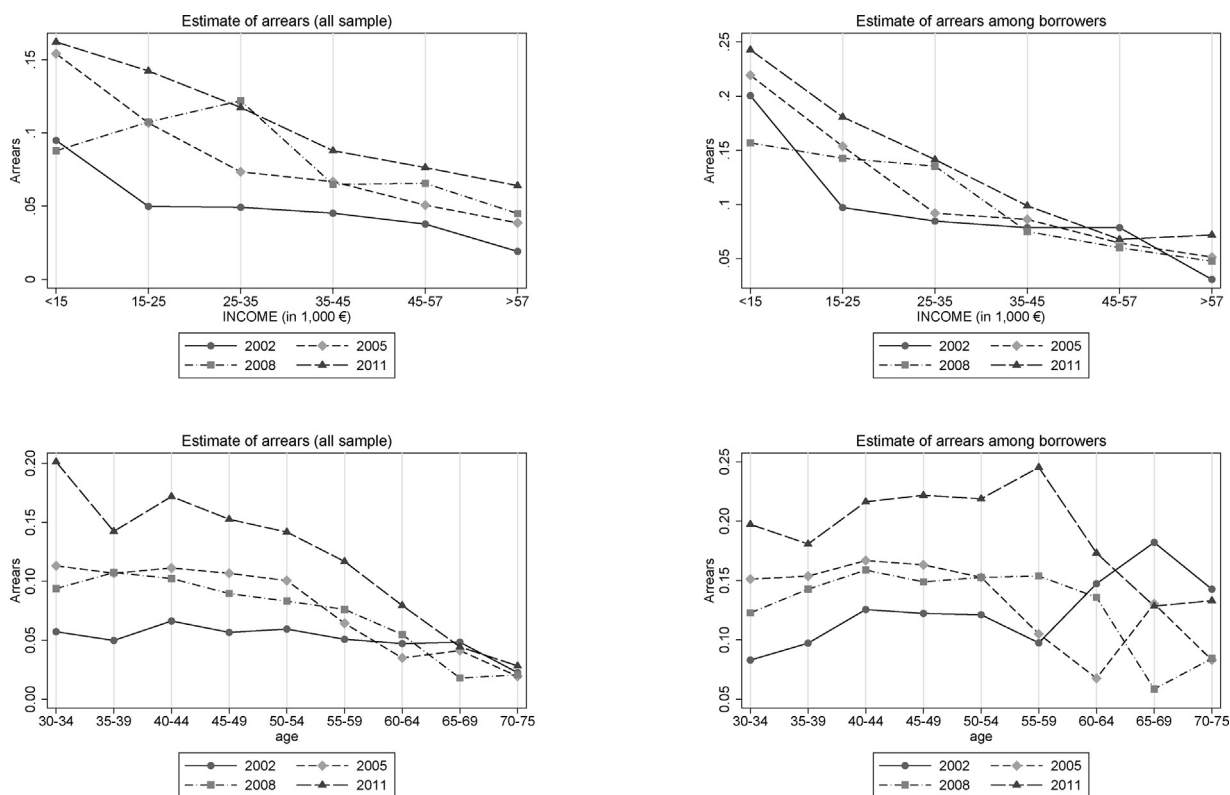 Estimate of arrears (all sample)
Arrears
.15
.1
.05
0
<15 15-25 25-35 35-45 45-57 >57
INCOME (in 1,000 €)
2002 2005
2008 2011
Estimate of arrears among borrowers
Arrears
.25
.2
.15
.1
.05
<15 15-25 25-35 35-45 45-57 >57
INCOME (in 1,000 €)
2002 2005
2008 2011
Estimate of arrears (all sample)
Arrears
0.20
0.15
0.10
0.05
0.00
30-34 35-39 40-44 45-49 50-54 55-59 60-64 65-69 70-75
age
2002 2005
2008 2011
Estimate of arrears among borrowers
Arrears
0.25
0.20
0.15
0.10
0.05
30-34 35-39 40-44 45-49 50-54 55-59 60-64 65-69 70-75
age
2002 2005
2008 2011